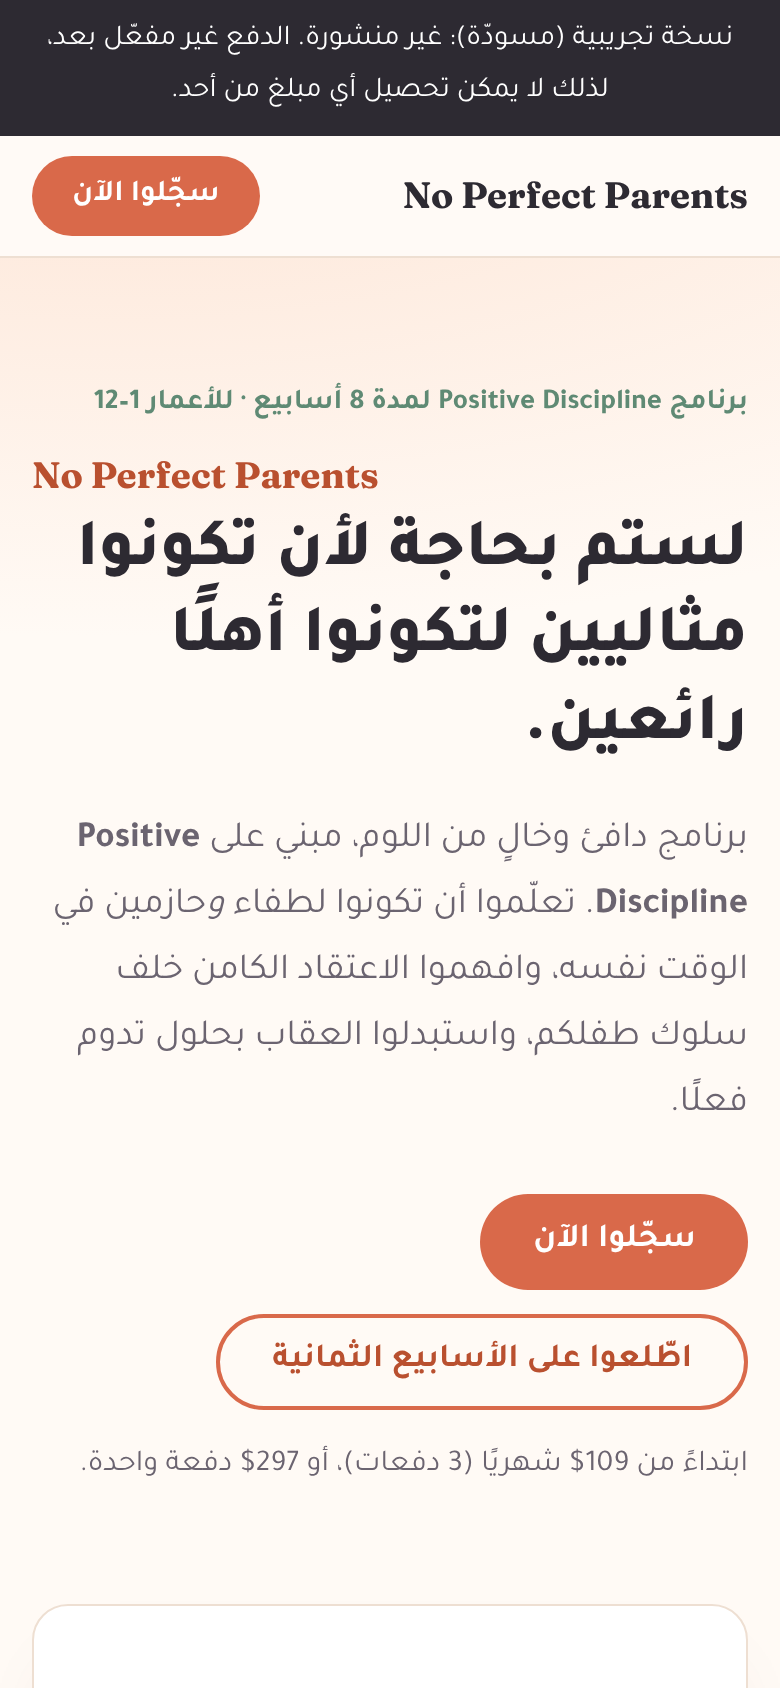 نسخة تجريبية (مسودّة): غير منشورة. الدفع غير مفعّل بعد،
لذلك لا يمكن تحصيل أي مبلغ من أحد.
No Perfect Parents
سجّلوا الآن
برنامج Positive Discipline لمدة 8 أسابيع · للأعمار 1-12
No Perfect Parents
لستم بحاجة لأن تكونوا
مثاليين لتكونوا أهلًا
رائعين.
برنامج دافئ وخالٍ من اللوم، مبني على Positive
Discipline. تعلّموا أن تكونوا لطفاء وحازمين في
الوقت نفسه، وافهموا الاعتقاد الكامن خلف
سلوك طفلكم، واستبدلوا العقاب بحلول تدوم
فعلًا.
سجّلوا الآن
اطّلعوا على الأسابيع الثمانية
ابتداءً من 109$ شهريًا (3 دفعات)، أو 297$ دفعة واحدة.